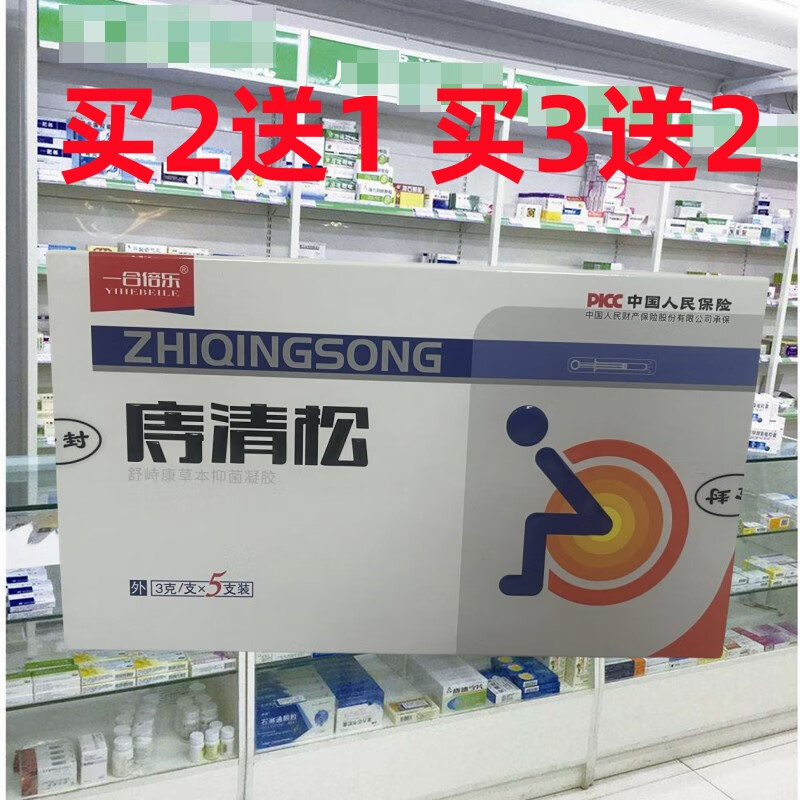 买2送1 买3送2
一合倍乐®
YIHEBEILE
PICC 中国人民保险
中国人民财产保险股份有限公司承保
ZHIQINGSONG
痔清松
舒峙康草本抑菌凝胶
封
封
外 3克/支×5支装